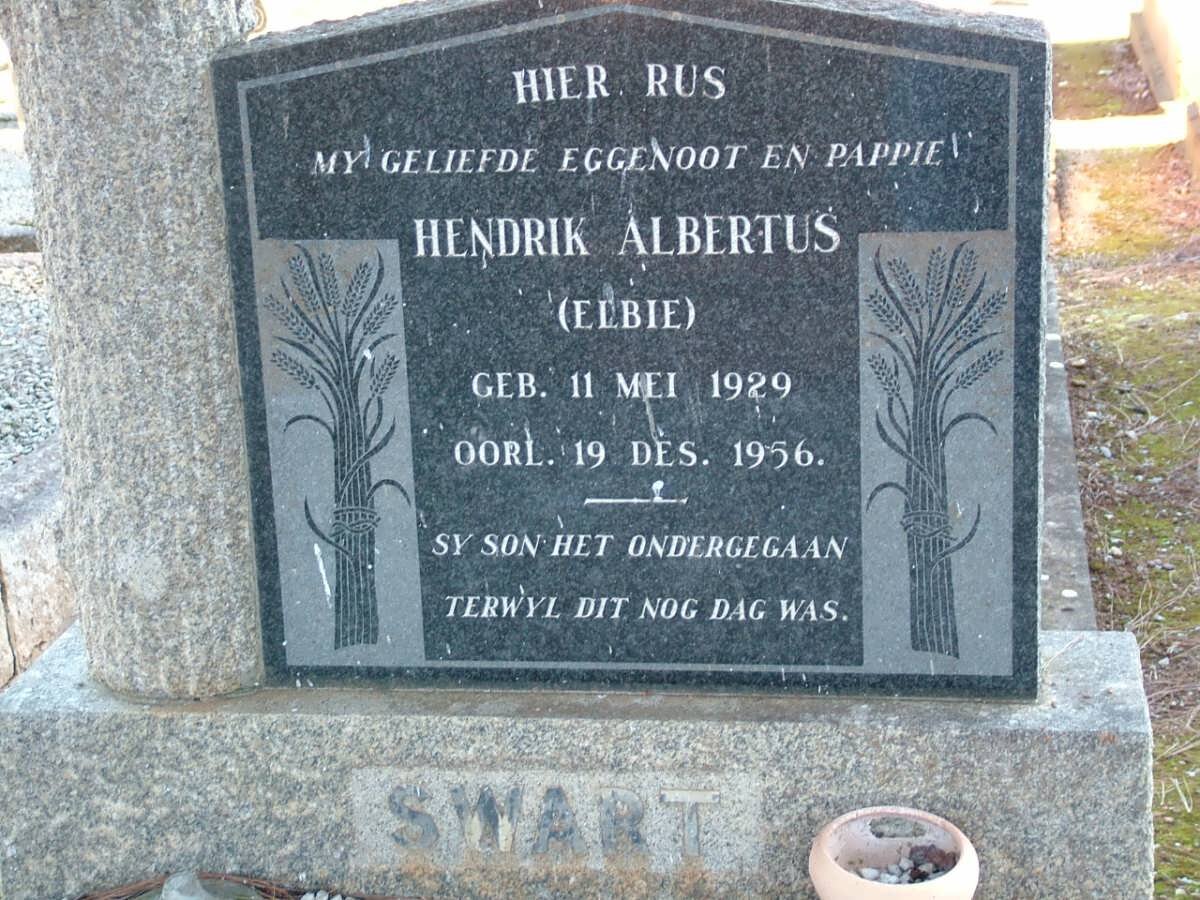 HIER RUS
MY GELIEFDE EGGENOOT EN PAPPIE
HENDRIK ALBERTUS
(ELBIE)
GEB. 11 MEI 1929
OORL. 19 DES. 1956.
SY SON HET ONDERGEGAAN
TERWYL DIT NOG DAG WAS.
SWART